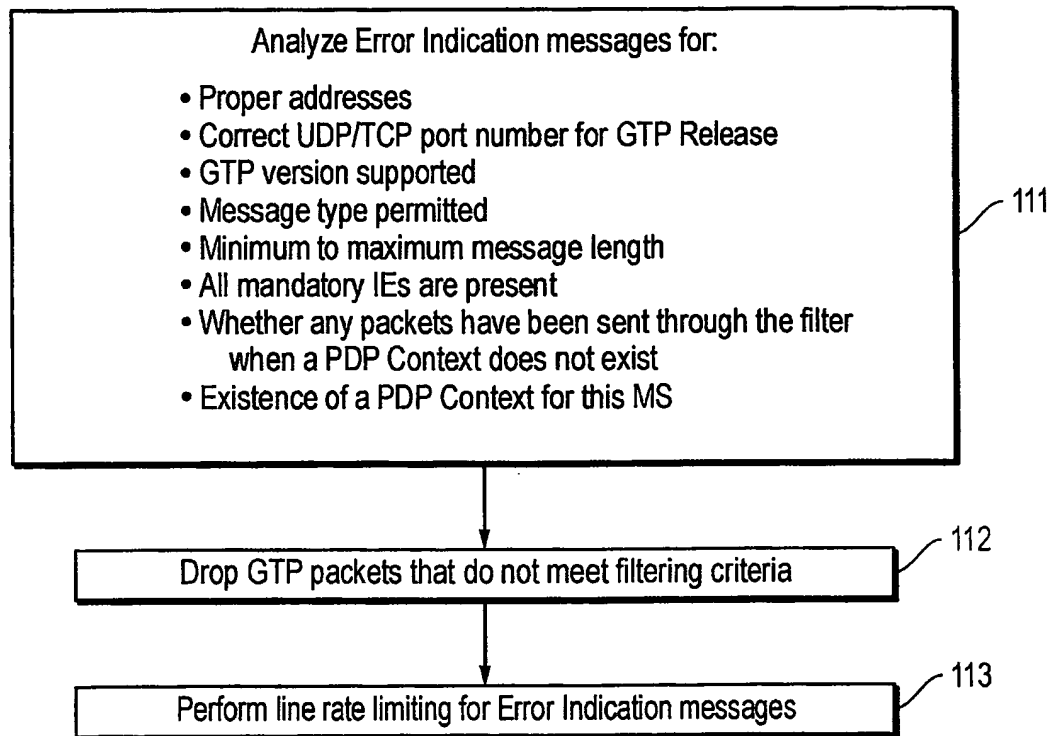 Analyze Error Indication messages for:
• Proper addresses
• Correct UDP/TCP port number for GTP Release
• GTP version supported
• Message type permitted
• Minimum to maximum message length
• All mandatory IEs are present
• Whether any packets have been sent through the filter
when a PDP Context does not exist
• Existence of a PDP Context for this MS
111
Drop GTP packets that do not meet filtering criteria
112
Perform line rate limiting for Error Indication messages
113